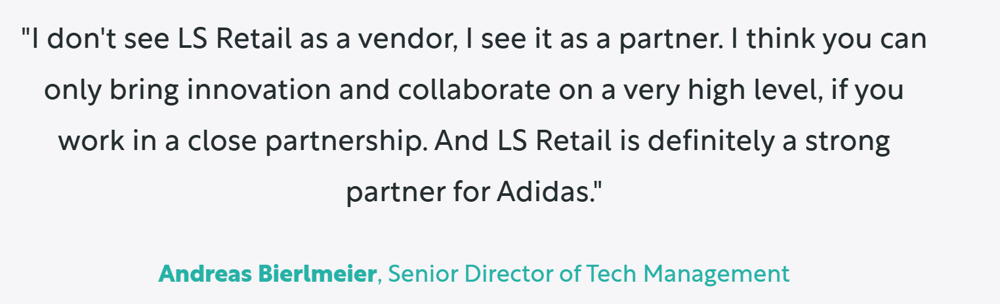 "I don't see LS Retail as a vendor, I see it as a partner. I think you can
only bring innovation and collaborate on a very high level, if you
work in a close partnership. And LS Retail is definitely a strong
partner for Adidas."
Andreas Bierlmeier, Senior Director of Tech Management